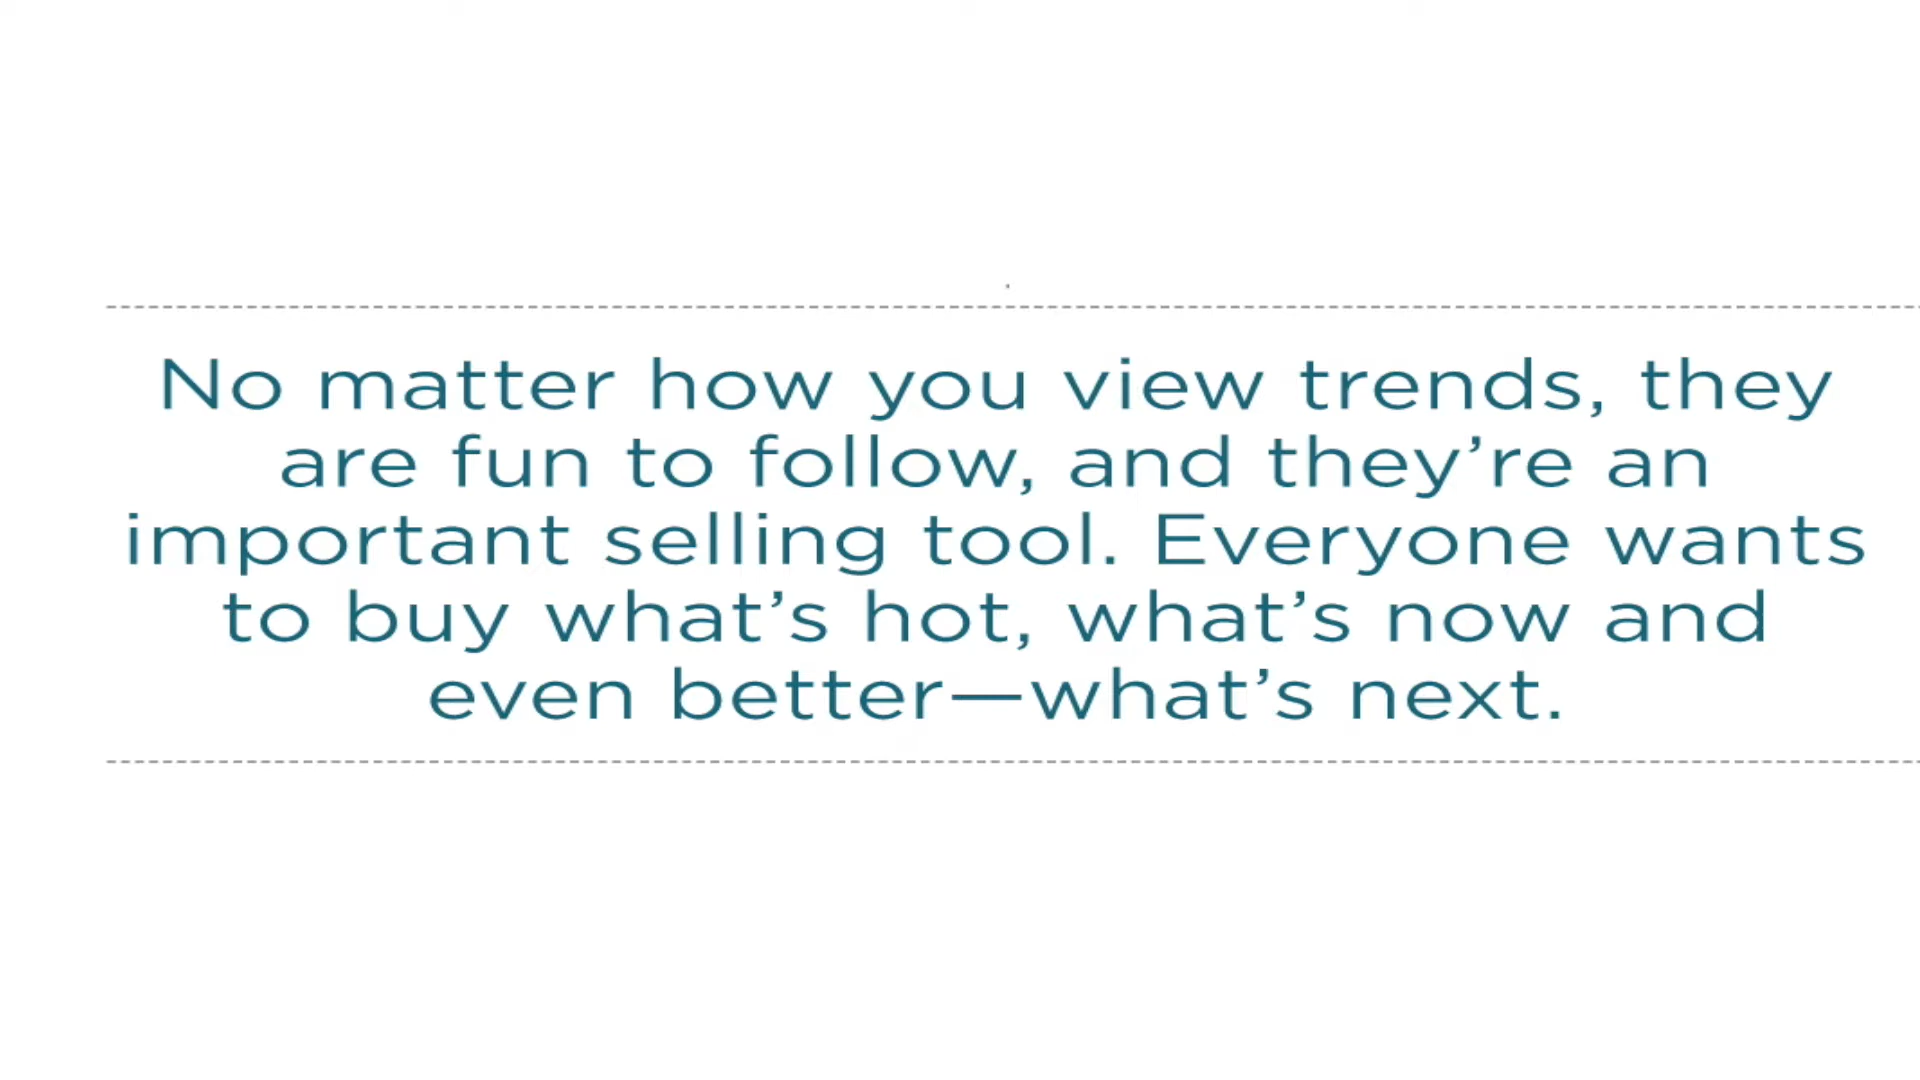 No matter how you view trends, they
are fun to follow, and they’re an
important selling tool. Everyone wants
to buy what’s hot, what’s now and
even better—what’s next.